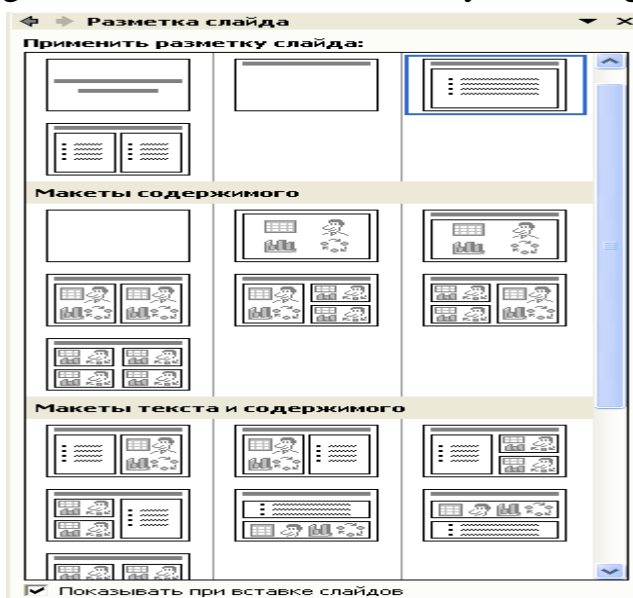 Разметка слайда
Применить разметку слайда:
Макеты содержимого
Макеты текста и содержимого
Показывать при вставке слайдов